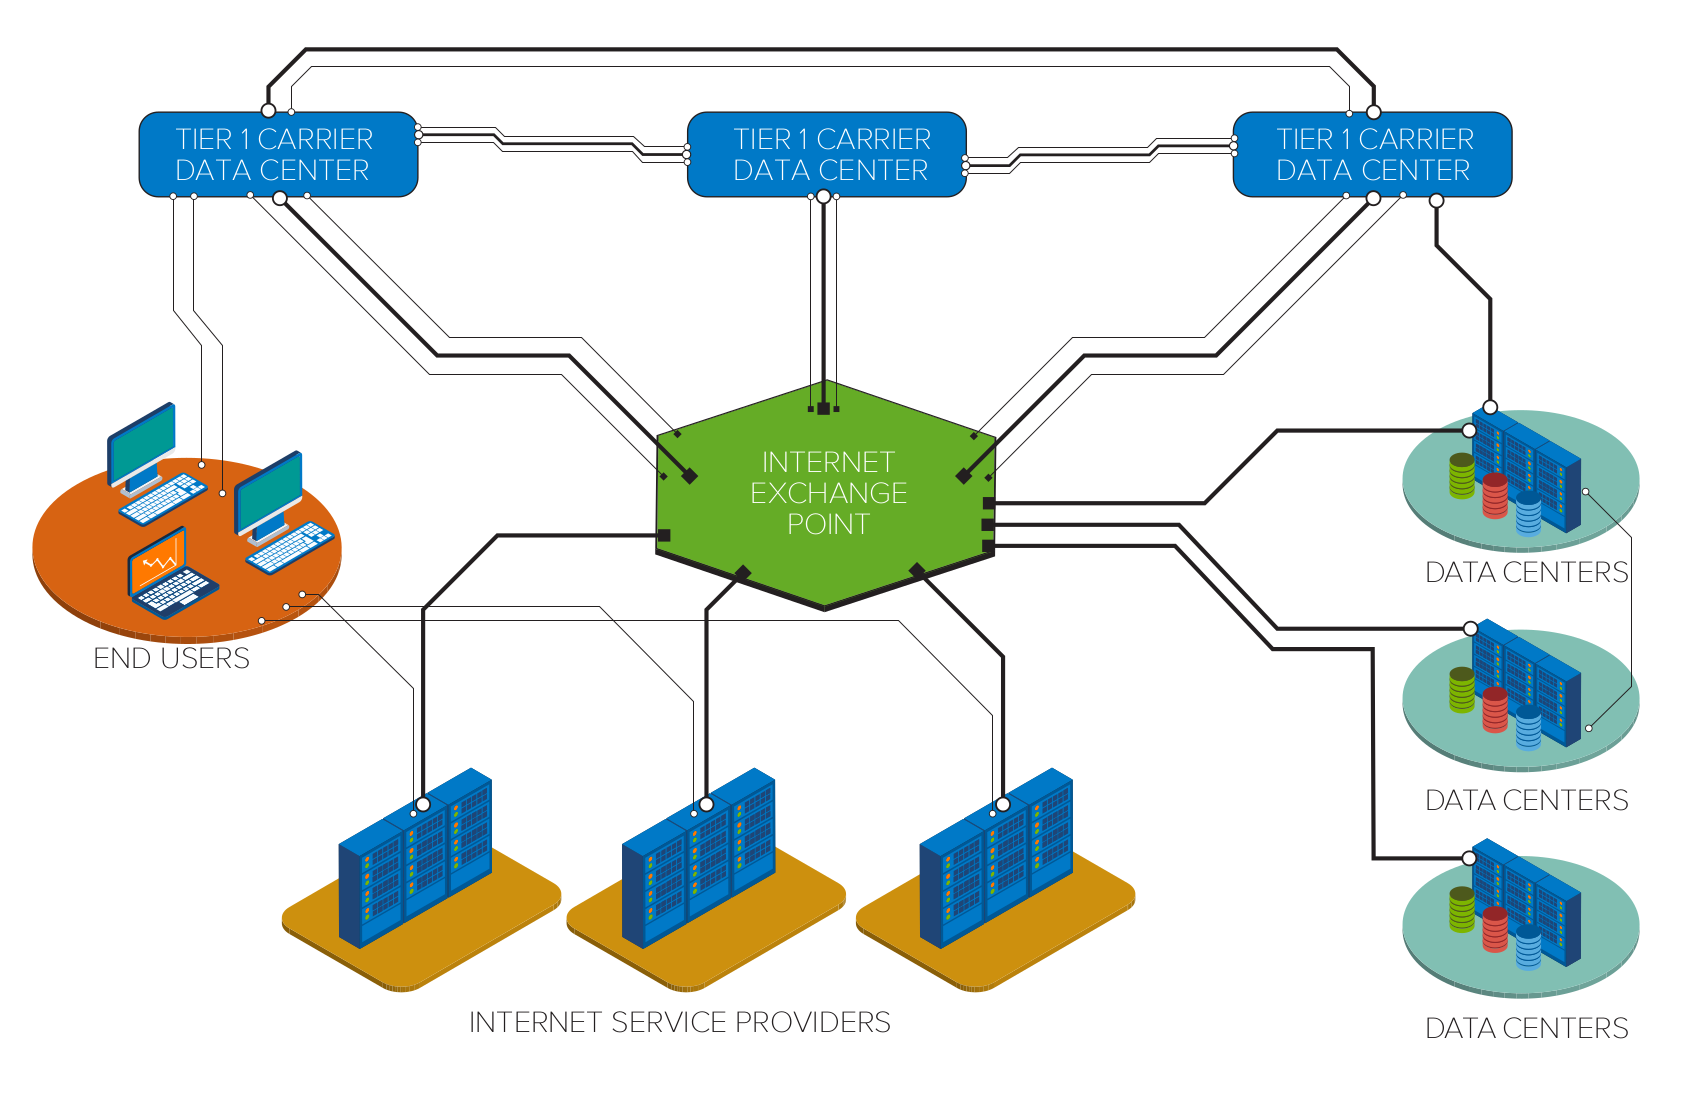 TIER 1 CARRIER
DATA CENTER
TIER 1 CARRIER
DATA CENTER
TIER 1 CARRIER
DATA CENTER
INTERNET
EXCHANGE
POINT
DATA CENTERS
END USERS
DATA CENTERS
INTERNET SERVICE PROVIDERS
DATA CENTERS